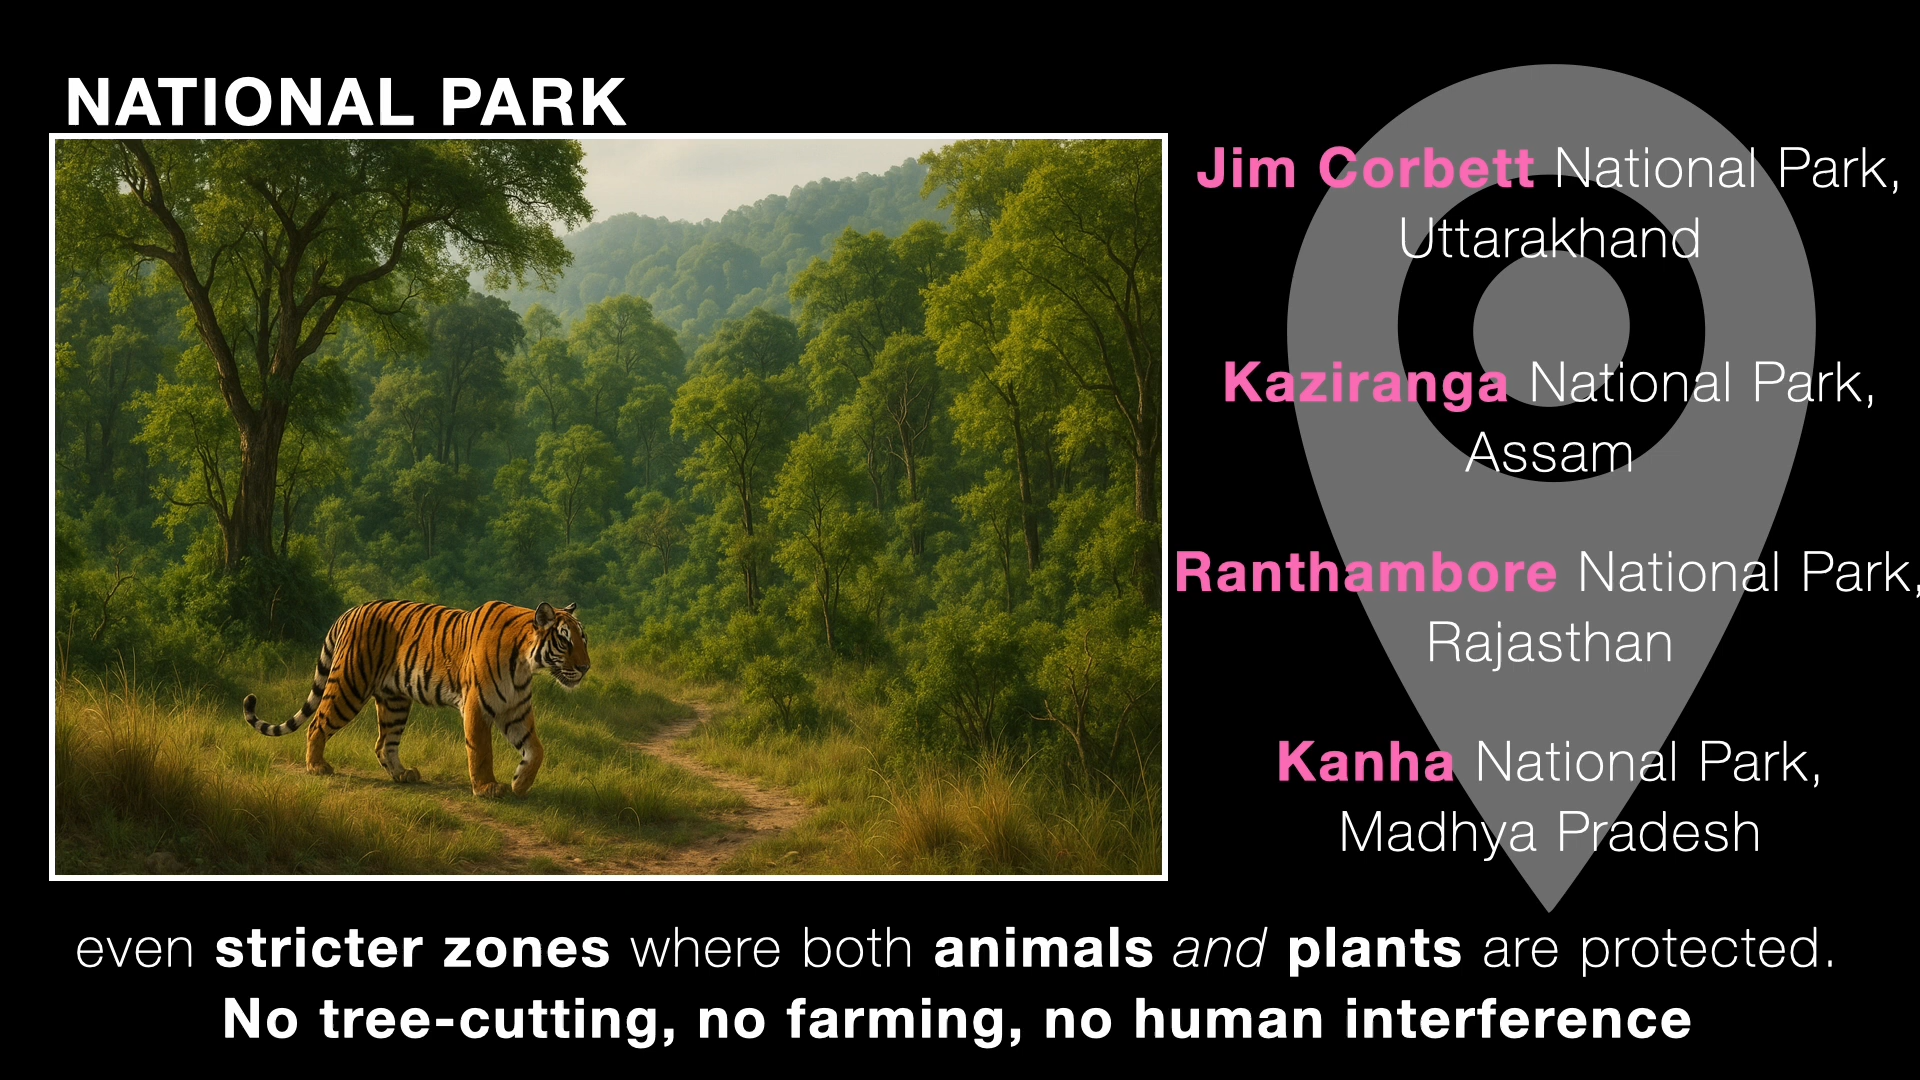 NATIONAL PARK
Jim Corbett National Park,
Uttarakhand
Kaziranga National Park,
Assam
Ranthambore National Park,
Rajasthan
Kanha National Park,
Madhya Pradesh
even stricter zones where both animals and plants are protected.
No tree-cutting, no farming, no human interference